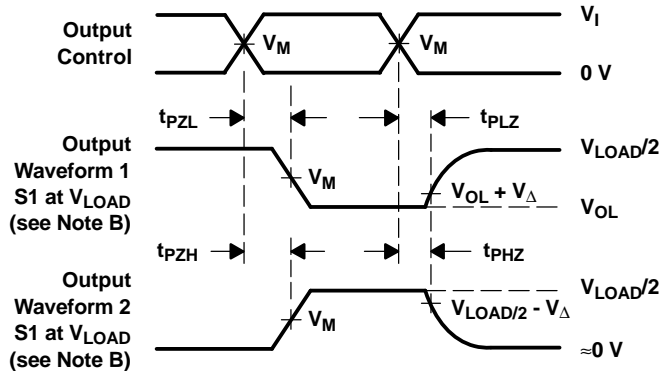 Output
Control
V_M
V_M
V_I
0 V
t_PZL
t_PLZ
Output
Waveform 1
S1 at V_LOAD
(see Note B)
V_M
V_OL + V_Δ
V_LOAD/2
V_OL
t_PZH
t_PHZ
Output
Waveform 2
S1 at V_LOAD
(see Note B)
V_M
V_LOAD/2 - V_Δ
V_LOAD/2
≈0 V